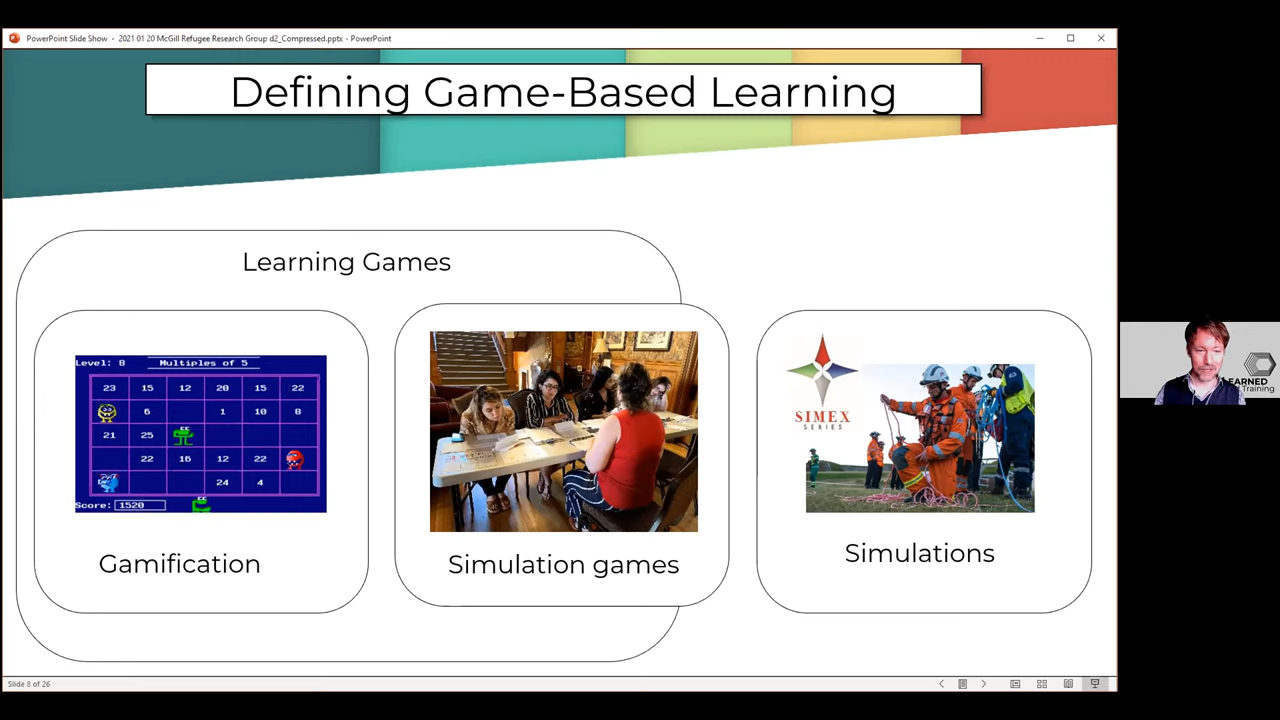 PowerPoint Slide Show - 2021 01 20 McGill Refugee Research Group d2_Compressed.pptx - PowerPoint
Defining Game-Based Learning
Learning Games
Level: 8 Multiples of 5
23 15 12 20 15 22
6 1 10 8
21 25
22 16 12 22
24 4
Score: 1520
Gamification
Simulation games
SIMEX
SERIES
Simulations
EARNED
Training
Slide 8 of 26